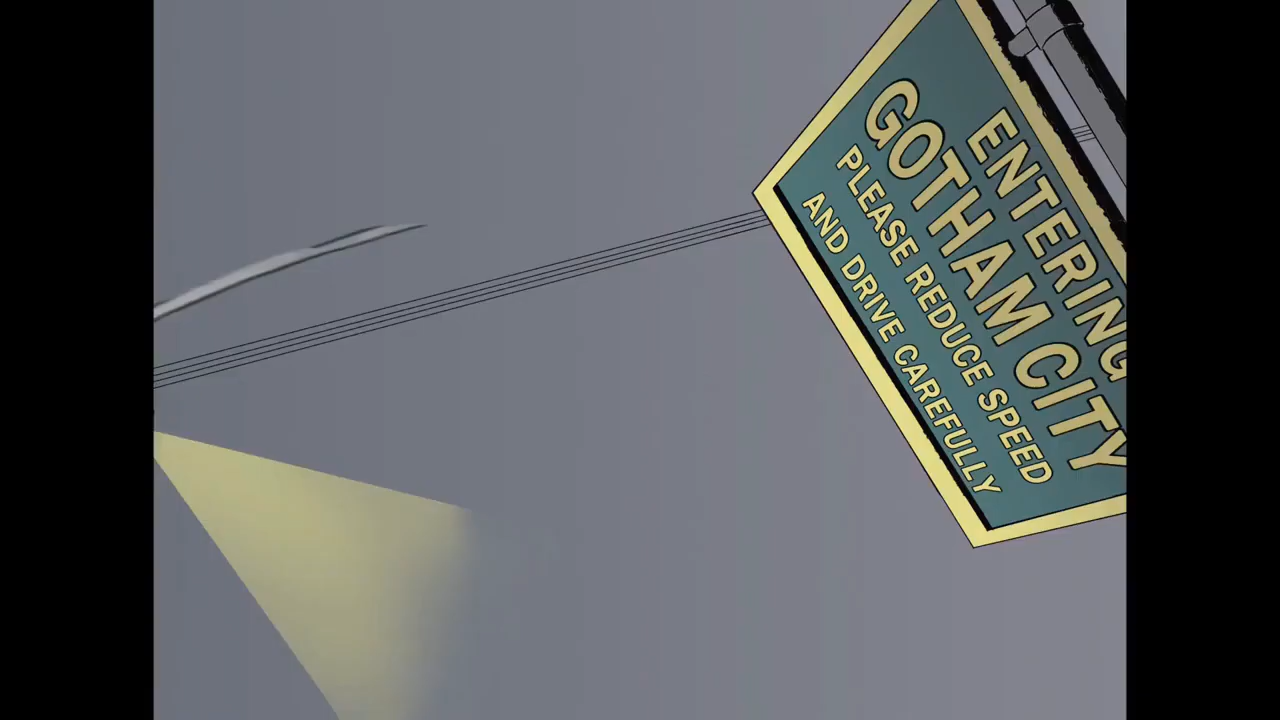 ENTERING
GOTHAM CITY
PLEASE REDUCE SPEED
AND DRIVE CAREFULLY